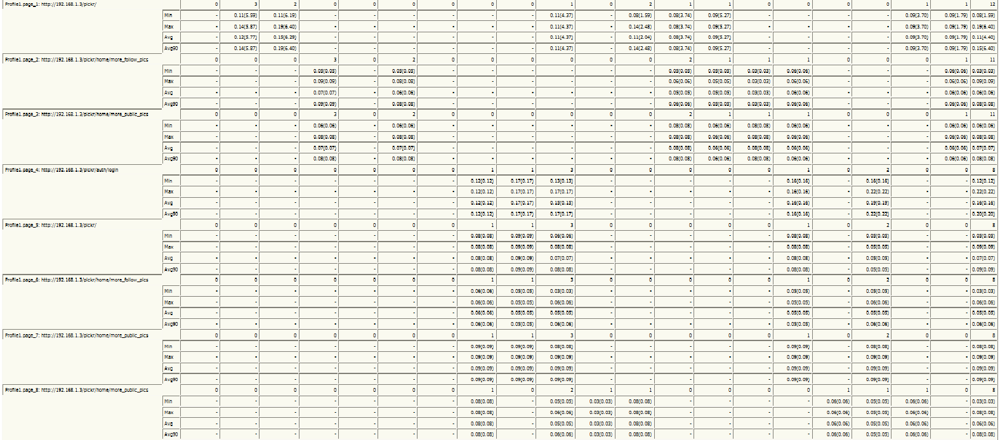 Profile1.page_1: http://192.168.1.3/pickr/ 0 3 2 0 0 0 0 0 0 1 0 2 1 1 0 0 0 0 1 1 12
Min - 0.11(5.59) 0.11(6.19) - - - - - - 0.11(4.37) - 0.08(1.59) 0.08(3.74) 0.09(5.27) - - - - 0.09(3.70) 0.09(1.79) 0.08(1.59)
Max - 0.14(5.87) 0.19(6.40) - - - - - - 0.11(4.37) - 0.14(2.48) 0.08(3.74) 0.09(5.27) - - - - 0.09(3.70) 0.09(1.79) 0.19(6.40)
Avg - 0.12(5.77) 0.15(6.29) - - - - - - 0.11(4.37) - 0.11(2.04) 0.08(3.74) 0.09(5.27) - - - - 0.09(3.70) 0.09(1.79) 0.11(4.40)
Avg90 - 0.14(5.87) 0.19(6.40) - - - - - - 0.11(4.37) - 0.14(2.48) 0.08(3.74) 0.09(5.27) - - - - 0.09(3.70) 0.09(1.79) 0.15(6.40)
Profile1.page_2: http://192.168.1.3/pickr/home/more_follow_pics 0 0 0 3 0 2 0 0 0 0 0 0 2 1 1 1 0 0 0 1 11
Min - - - 0.05(0.05) - 0.05(0.05) - - - - - - 0.05(0.05) 0.05(0.05) 0.03(0.03) 0.06(0.06) - - - 0.06(0.06) 0.03(0.03)
Max - - - 0.09(0.09) - 0.08(0.08) - - - - - - 0.06(0.06) 0.05(0.05) 0.03(0.03) 0.06(0.06) - - - 0.06(0.06) 0.09(0.09)
Avg - - - 0.07(0.07) - 0.06(0.06) - - - - - - 0.05(0.05) 0.05(0.05) 0.03(0.03) 0.06(0.06) - - - 0.06(0.06) 0.06(0.06)
Avg90 - - - 0.09(0.09) - 0.08(0.08) - - - - - - 0.06(0.06) 0.05(0.05) 0.03(0.03) 0.06(0.06) - - - 0.06(0.06) 0.08(0.08)
Profile1.page_3: http://192.168.1.3/pickr/home/more_public_pics 0 0 0 3 0 2 0 0 0 0 0 0 2 1 1 1 0 0 0 1 11
Min - - - 0.06(0.06) - 0.06(0.06) - - - - - - 0.08(0.08) 0.06(0.06) 0.08(0.08) 0.06(0.06) - - - 0.06(0.06) 0.06(0.06)
Max - - - 0.08(0.08) - 0.08(0.08) - - - - - - 0.08(0.08) 0.06(0.06) 0.08(0.08) 0.06(0.06) - - - 0.06(0.06) 0.08(0.08)
Avg - - - 0.07(0.07) - 0.07(0.07) - - - - - - 0.08(0.08) 0.06(0.06) 0.08(0.08) 0.06(0.06) - - - 0.06(0.06) 0.07(0.07)
Avg90 - - - 0.08(0.08) - 0.08(0.08) - - - - - - 0.08(0.08) 0.06(0.06) 0.08(0.08) 0.06(0.06) - - - 0.06(0.06) 0.08(0.08)
Profile1.page_4: http://192.168.1.3/pickr/auth/login 0 0 0 0 0 0 0 1 1 3 0 0 0 0 0 1 0 2 0 0 8
Min - - - - - - - 0.12(0.12) 0.17(0.17) 0.13(0.13) - - - - - 0.16(0.16) - 0.16(0.16) - - 0.12(0.12)
Max - - - - - - - 0.12(0.12) 0.17(0.17) 0.17(0.17) - - - - - 0.16(0.16) - 0.22(0.22) - - 0.22(0.22)
Avg - - - - - - - 0.12(0.12) 0.17(0.17) 0.15(0.15) - - - - - 0.16(0.16) - 0.19(0.19) - - 0.16(0.16)
Avg90 - - - - - - - 0.12(0.12) 0.17(0.17) 0.17(0.17) - - - - - 0.16(0.16) - 0.22(0.22) - - 0.20(0.20)
Profile1.page_5: http://192.168.1.3/pickr/ 0 0 0 0 0 0 0 1 1 3 0 0 0 0 0 1 0 2 0 0 8
Min - - - - - - - 0.08(0.08) 0.09(0.09) 0.06(0.06) - - - - - 0.08(0.08) - 0.05(0.05) - - 0.05(0.05)
Max - - - - - - - 0.08(0.08) 0.09(0.09) 0.08(0.08) - - - - - 0.08(0.08) - 0.05(0.05) - - 0.09(0.09)
Avg - - - - - - - 0.08(0.08) 0.09(0.09) 0.07(0.07) - - - - - 0.08(0.08) - 0.05(0.05) - - 0.07(0.07)
Avg90 - - - - - - - 0.08(0.08) 0.09(0.09) 0.08(0.08) - - - - - 0.08(0.08) - 0.05(0.05) - - 0.09(0.09)
Profile1.page_6: http://192.168.1.3/pickr/home/more_follow_pics 0 0 0 0 0 0 0 1 1 3 0 0 0 0 0 1 0 2 0 0 8
Min - - - - - - - 0.06(0.06) 0.05(0.05) 0.03(0.03) - - - - - 0.05(0.05) - 0.05(0.05) - - 0.03(0.03)
Max - - - - - - - 0.06(0.06) 0.05(0.05) 0.06(0.06) - - - - - 0.05(0.05) - 0.06(0.06) - - 0.06(0.06)
Avg - - - - - - - 0.06(0.06) 0.05(0.05) 0.05(0.05) - - - - - 0.05(0.05) - 0.05(0.05) - - 0.05(0.05)
Avg90 - - - - - - - 0.06(0.06) 0.05(0.05) 0.06(0.06) - - - - - 0.05(0.05) - 0.06(0.06) - - 0.06(0.06)
Profile1.page_7: http://192.168.1.3/pickr/home/more_public_pics 0 0 0 0 0 0 0 1 1 3 0 0 0 0 0 1 0 2 0 0 8
Min - - - - - - - 0.09(0.09) 0.09(0.09) 0.08(0.08) - - - - - 0.09(0.09) - 0.08(0.08) - - 0.08(0.08)
Max - - - - - - - 0.09(0.09) 0.09(0.09) 0.09(0.09) - - - - - 0.09(0.09) - 0.09(0.09) - - 0.09(0.09)
Avg - - - - - - - 0.09(0.09) 0.09(0.09) 0.09(0.09) - - - - - 0.09(0.09) - 0.09(0.09) - - 0.09(0.09)
Avg90 - - - - - - - 0.09(0.09) 0.09(0.09) 0.09(0.09) - - - - - 0.09(0.09) - 0.09(0.09) - - 0.09(0.09)
Profile1.page_8: http://192.168.1.3/pickr/home/more_public_pics 0 0 0 0 0 0 0 1 0 2 1 1 0 0 0 0 1 1 1 0 8
Min - - - - - - - 0.08(0.08) - 0.05(0.05) 0.03(0.03) 0.08(0.08) - - - - 0.06(0.06) 0.05(0.05) 0.06(0.06) - 0.03(0.03)
Max - - - - - - - 0.08(0.08) - 0.06(0.06) 0.03(0.03) 0.08(0.08) - - - - 0.06(0.06) 0.05(0.05) 0.06(0.06) - 0.08(0.08)
Avg - - - - - - - 0.08(0.08) - 0.05(0.05) 0.03(0.03) 0.08(0.08) - - - - 0.06(0.06) 0.05(0.05) 0.06(0.06) - 0.06(0.06)
Avg90 - - - - - - - 0.08(0.08) - 0.06(0.06) 0.03(0.03) 0.08(0.08) - - - - 0.06(0.06) 0.05(0.05) 0.06(0.06) - 0.08(0.08)